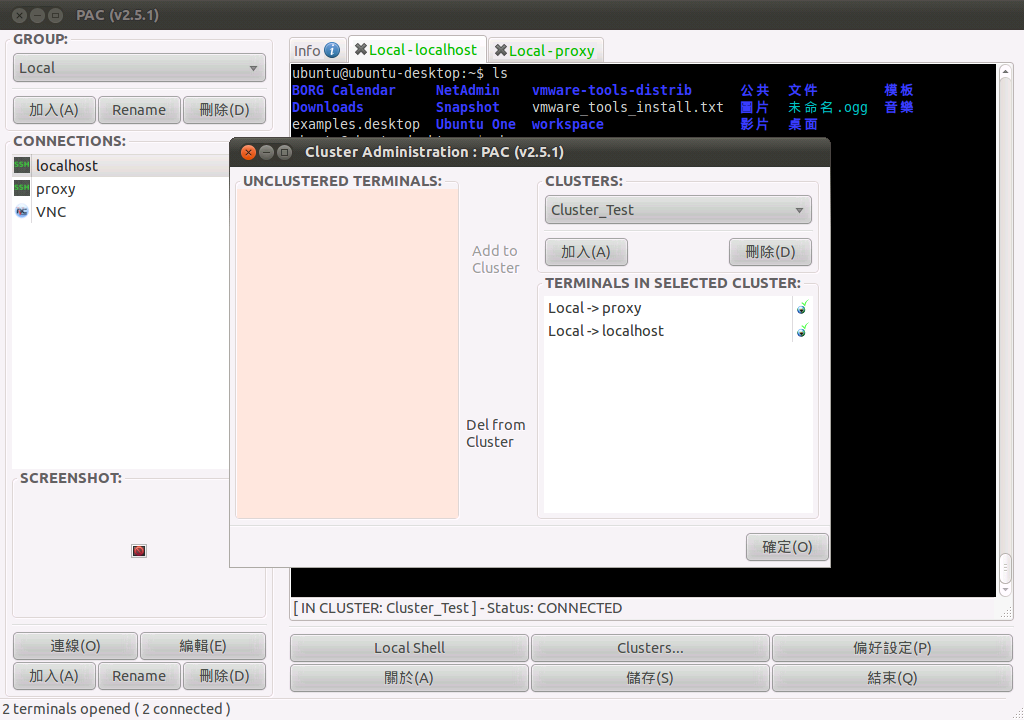 PAC (v2.5.1)
GROUP:
Local
加入(A) Rename 刪除(D)
CONNECTIONS:
localhost
proxy
VNC
SCREENSHOT:
連線(O) 編輯(E)
加入(A) Rename 刪除(D)
2 terminals opened ( 2 connected )
Info Local - localhost Local - proxy
ubuntu@ubuntu-desktop:~$ ls
BORG Calendar NetAdmin vmware-tools-distrib 公共 文件 模板
Downloads Snapshot vmware_tools_install.txt 圖片 未命名.ogg 音樂
examples.desktop Ubuntu One workspace 影片 桌面
Cluster Administration : PAC (v2.5.1)
UNCLUSTERED TERMINALS:
Add to
Cluster
Del from
Cluster
CLUSTERS:
Cluster_Test
加入(A) 刪除(D)
TERMINALS IN SELECTED CLUSTER:
Local -> proxy
Local -> localhost
確定(O)
[ IN CLUSTER: Cluster_Test ] - Status: CONNECTED
Local Shell Clusters... 偏好設定(P)
關於(A) 儲存(S) 結束(Q)